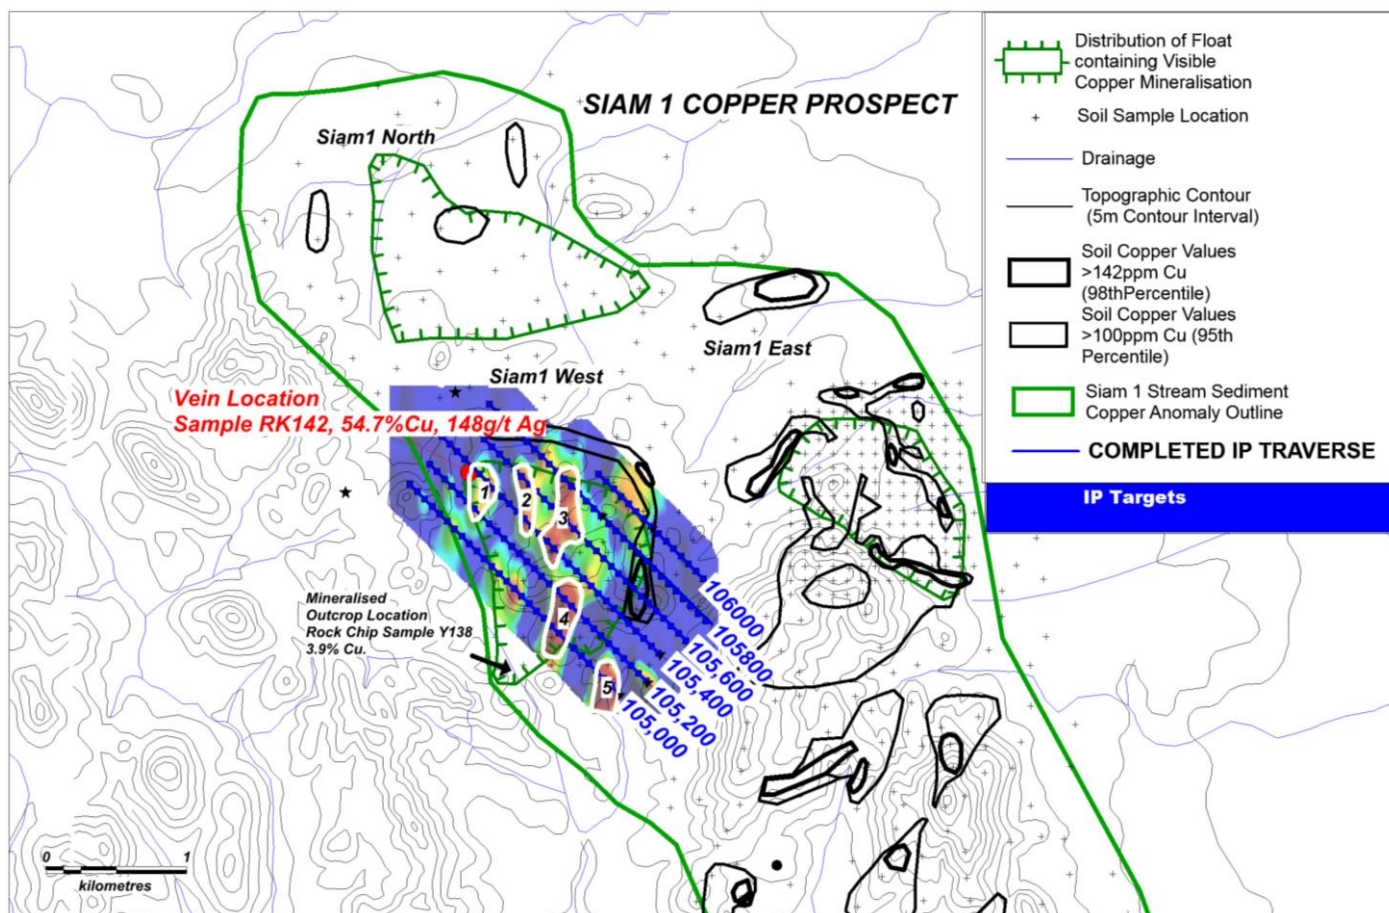 SIAM 1 COPPER PROSPECT
Siam1 North
Siam1 East
Siam1 West
Vein Location
Sample RK142, 54.7%Cu, 148g/t Ag
1
2
3
4
5
Mineralised
Outcrop Location
Rock Chip Sample Y138
3.9% Cu.
106000
105800
105,600
105,400
105,200
105,000
0 1
kilometres
Distribution of Float
containing Visible
Copper Mineralisation
Soil Sample Location
Drainage
Topographic Contour
(5m Contour Interval)
Soil Copper Values
>142ppm Cu
(98thPercentile)
Soil Copper Values
>100ppm Cu (95th
Percentile)
Siam 1 Stream Sediment
Copper Anomaly Outline
COMPLETED IP TRAVERSE
IP Targets